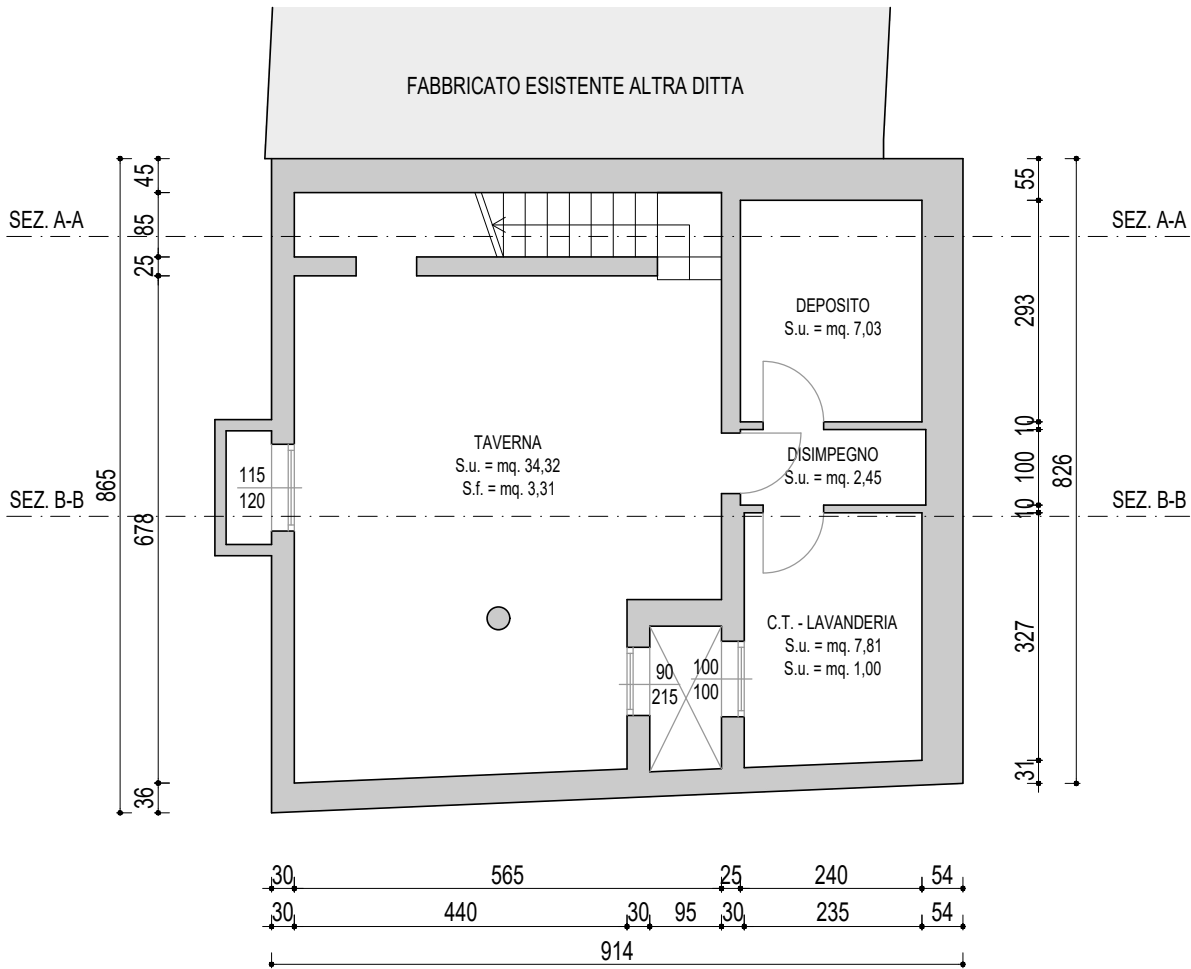 FABBRICATO ESISTENTE ALTRA DITTA
SEZ. A-A
SEZ. A-A
45
85
25
678
36
865
55
293
10
100
10
327
31
826
DEPOSITO
S.u. = mq. 7,03
TAVERNA
S.u. = mq. 34,32
S.f. = mq. 3,31
DISIMPEGNO
S.u. = mq. 2,45
115
120
SEZ. B-B
SEZ. B-B
C.T. - LAVANDERIA
S.u. = mq. 7,81
S.u. = mq. 1,00
90
215
100
100
30 565 25 240 54
30 440 30 95 30 235 54
914